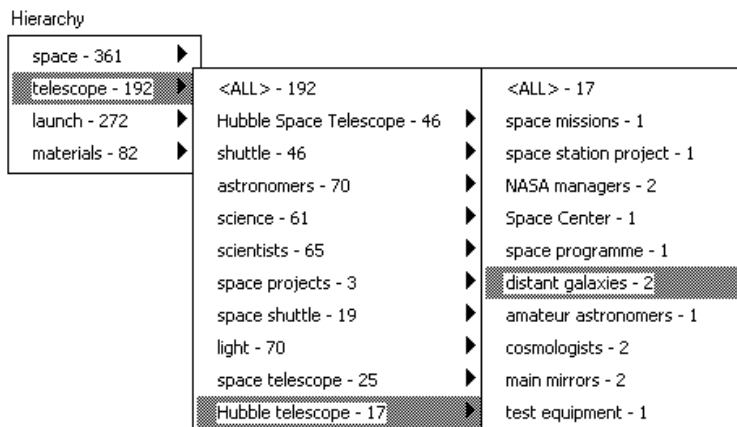 Hierarchy
space - 361
telescope - 192
launch - 272
materials - 82
<ALL> - 192
Hubble Space Telescope - 46
shuttle - 46
astronomers - 70
science - 61
scientists - 65
space projects - 3
space shuttle - 19
light - 70
space telescope - 25
Hubble telescope - 17
<ALL> - 17
space missions - 1
space station project - 1
NASA managers - 2
Space Center - 1
space programme - 1
distant galaxies - 2
amateur astronomers - 1
cosmologists - 2
main mirrors - 2
test equipment - 1